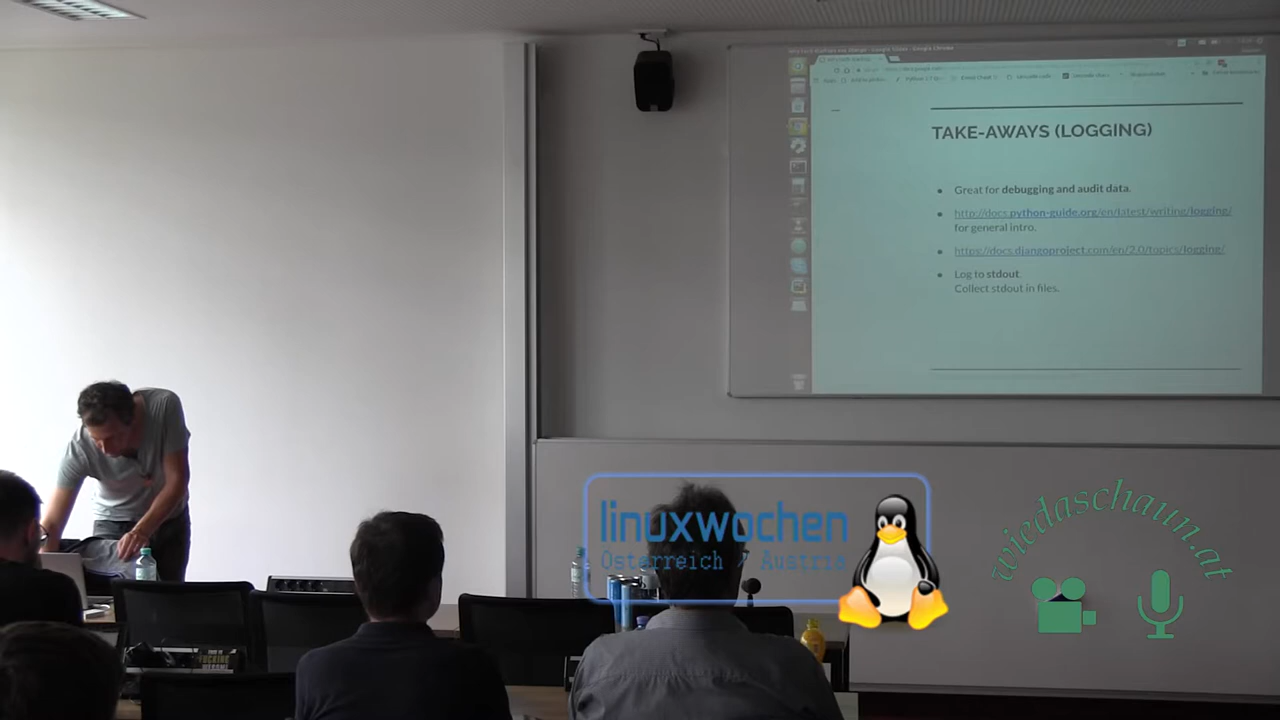 TAKE-AWAYS (LOGGING)
Great for debugging and audit data.
http://docs.python-guide.org/en/latest/writing/logging/
for general intro.
https://docs.djangoproject.com/en/2.0/topics/logging/
Log to stdout.
Collect stdout in files.
linuxwochen
Österreich / Austria
wiedaschaun.at